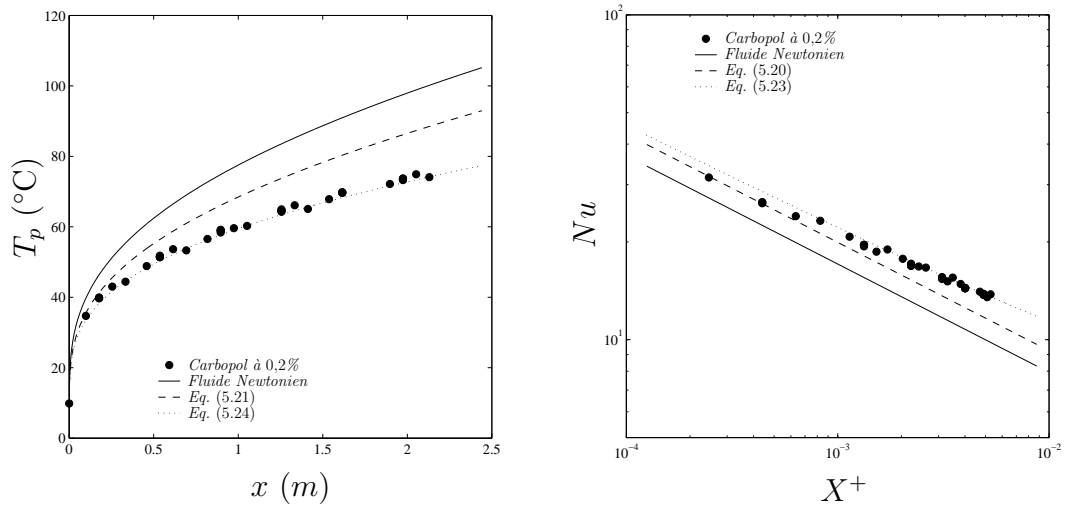 120
100
80
60
40
20
0
0
0.5
1
1.5
2
2.5
T_p (°C)
x (m)
Carbopol à 0,2%
Fluide Newtonien
Eq. (5.21)
Eq. (5.24)
10^2
10^1
10^-4
10^-3
10^-2
Nu
X^+
Carbopol à 0,2%
Fluide Newtonien
Eq. (5.20)
Eq. (5.23)